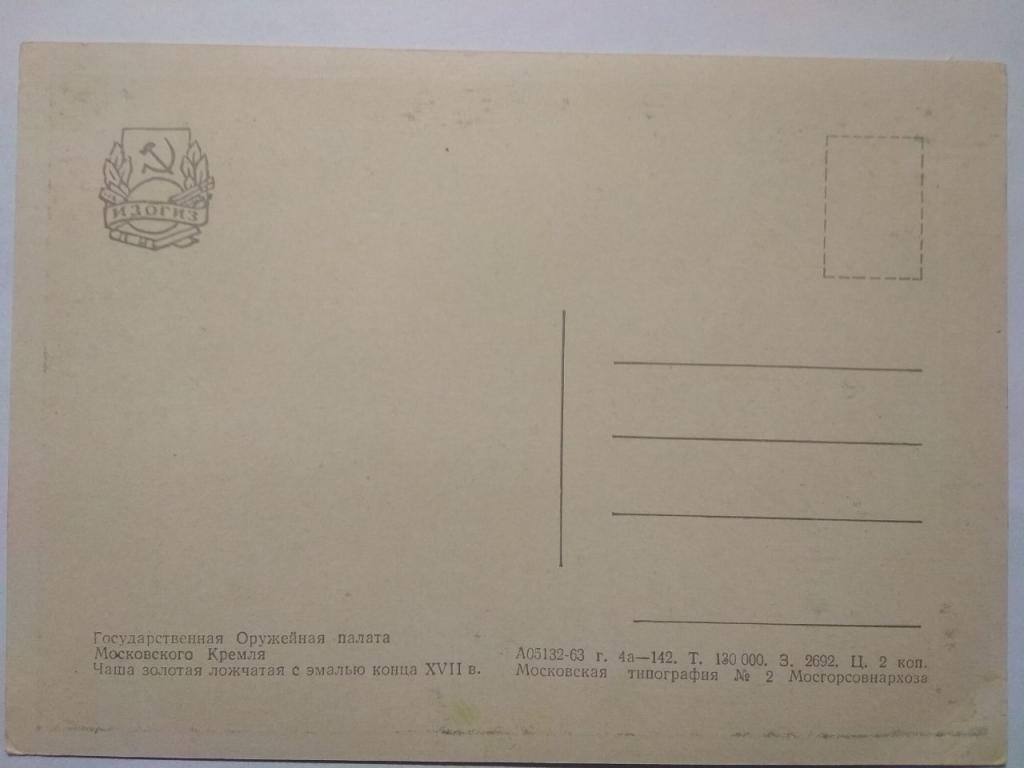 ИЗОГИЗ
Государственная Оружейная палата
Московского Кремля
Чаша золотая ложчатая с эмалью конца XVII в.
А05132-63 г. 4а—142. Т. 130 000. З. 2692. Ц. 2 коп.
Московская типография № 2 Мосгорсовнархоза